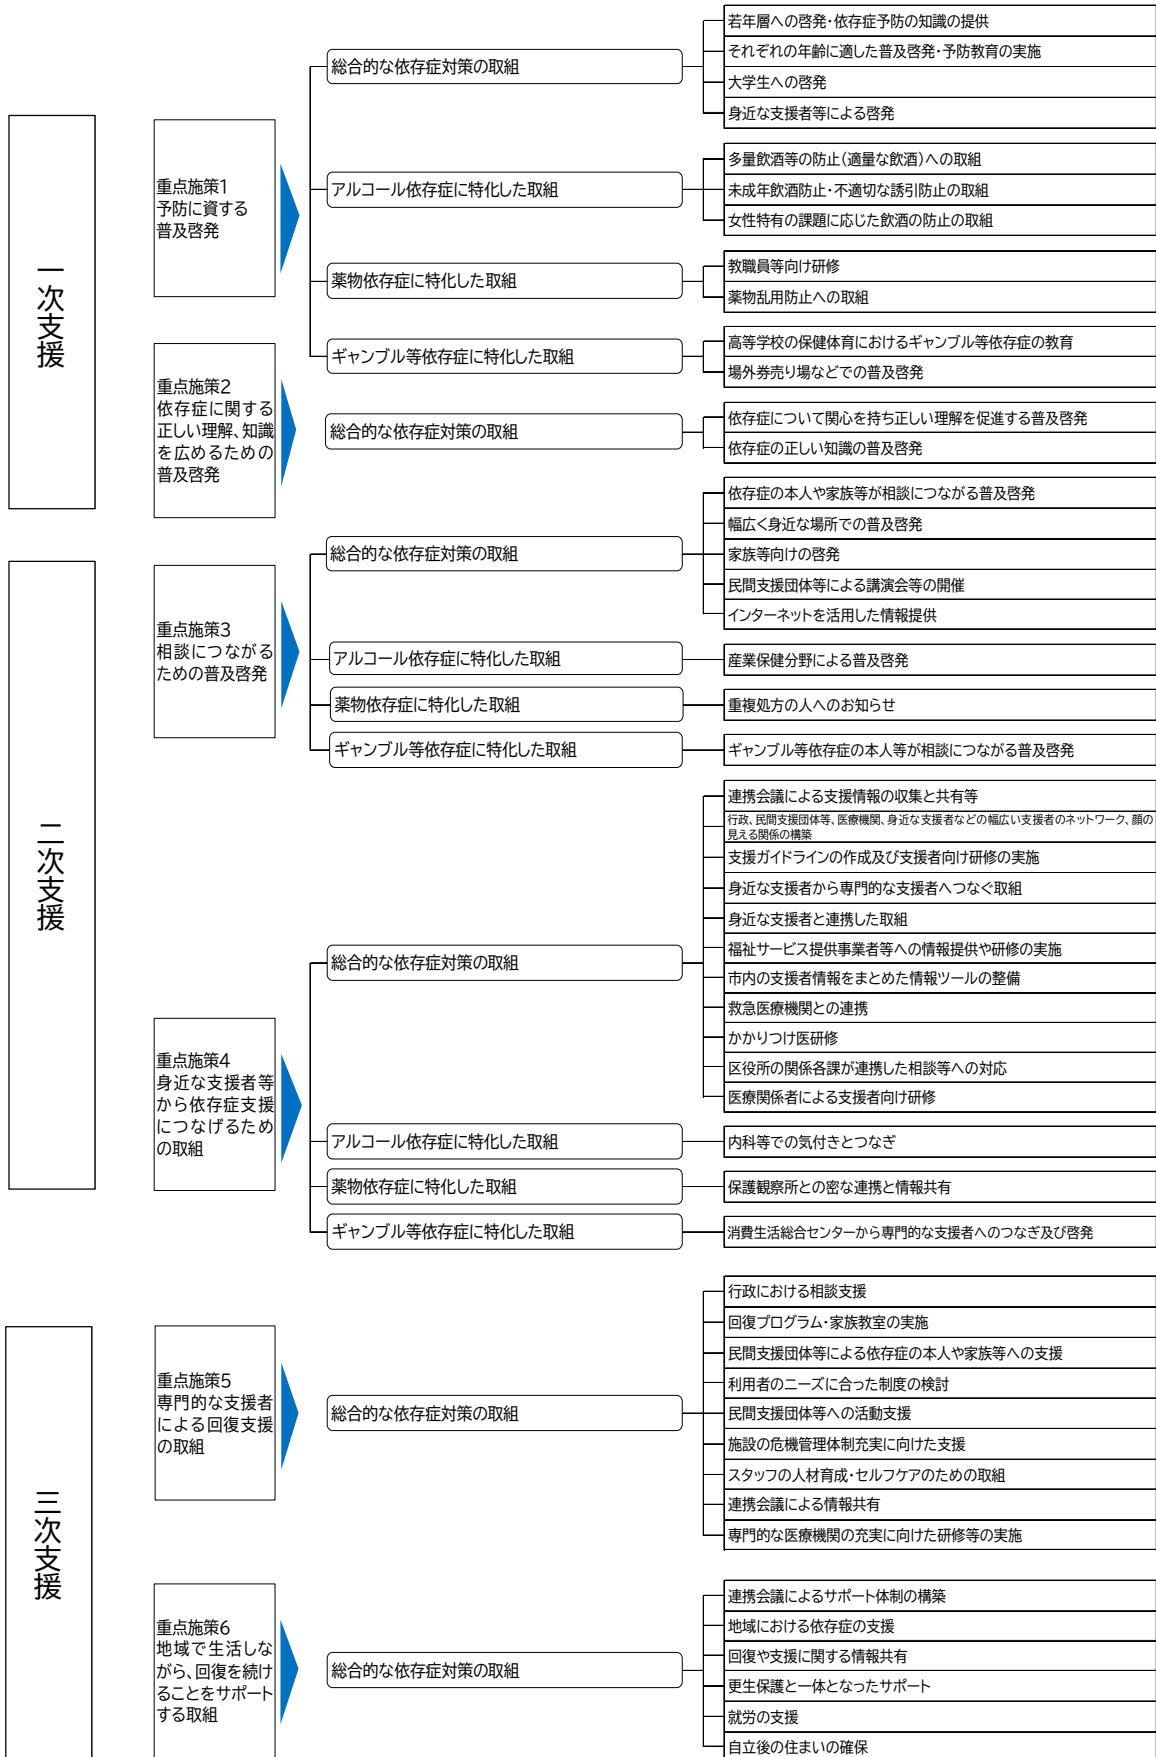 一次支援
重点施策1
予防に資する
普及啓発
総合的な依存症対策の取組
若年層への啓発・依存症予防の知識の提供
それぞれの年齢に適した普及啓発・予防教育の実施
大学生への啓発
身近な支援者等による啓発
アルコール依存症に特化した取組
多量飲酒等の防止(適量な飲酒)への取組
未成年飲酒防止・不適切な誘引防止の取組
女性特有の課題に応じた飲酒の防止の取組
薬物依存症に特化した取組
教職員等向け研修
薬物乱用防止への取組
ギャンブル等依存症に特化した取組
高等学校の保健体育におけるギャンブル等依存症の教育
場外券売り場などでの普及啓発
重点施策2
依存症に関する
正しい理解、知識
を広めるための
普及啓発
総合的な依存症対策の取組
依存症について関心を持ち正しい理解を促進する普及啓発
依存症の正しい知識の普及啓発
二次支援
重点施策3
相談につながる
ための普及啓発
総合的な依存症対策の取組
依存症の本人や家族等が相談につながる普及啓発
幅広く身近な場所での普及啓発
家族等向けの啓発
民間支援団体等による講演会等の開催
インターネットを活用した情報提供
アルコール依存症に特化した取組
産業保健分野による普及啓発
薬物依存症に特化した取組
重複処方の人へのお知らせ
ギャンブル等依存症に特化した取組
ギャンブル等依存症の本人等が相談につながる普及啓発
重点施策4
身近な支援者等
から依存症支援
につなげるため
の取組
総合的な依存症対策の取組
連携会議による支援情報の収集と共有等
行政、民間支援団体等、医療機関、身近な支援者などの幅広い支援者のネットワーク、顔の
見える関係の構築
支援ガイドラインの作成及び支援者向け研修の実施
身近な支援者から専門的な支援者へつなぐ取組
身近な支援者と連携した取組
福祉サービス提供事業者等への情報提供や研修の実施
市内の支援者情報をまとめた情報ツールの整備
救急医療機関との連携
かかりつけ医研修
区役所の関係各課が連携した相談等への対応
医療関係者による支援者向け研修
アルコール依存症に特化した取組
内科等での気付きとつなぎ
薬物依存症に特化した取組
保護観察所との密な連携と情報共有
ギャンブル等依存症に特化した取組
消費生活総合センターから専門的な支援者へのつなぎ及び啓発
三次支援
重点施策5
専門的な支援者
による回復支援
の取組
総合的な依存症対策の取組
行政における相談支援
回復プログラム・家族教室の実施
民間支援団体等による依存症の本人や家族等への支援
利用者のニーズに合った制度の検討
民間支援団体等への活動支援
施設の危機管理体制充実に向けた支援
スタッフの人材育成・セルフケアのための取組
連携会議による情報共有
専門的な医療機関の充実に向けた研修等の実施
重点施策6
地域で生活しな
がら、回復を続け
ることをサポート
する取組
総合的な依存症対策の取組
連携会議によるサポート体制の構築
地域における依存症の支援
回復や支援に関する情報共有
更生保護と一体となったサポート
就労の支援
自立後の住まいの確保